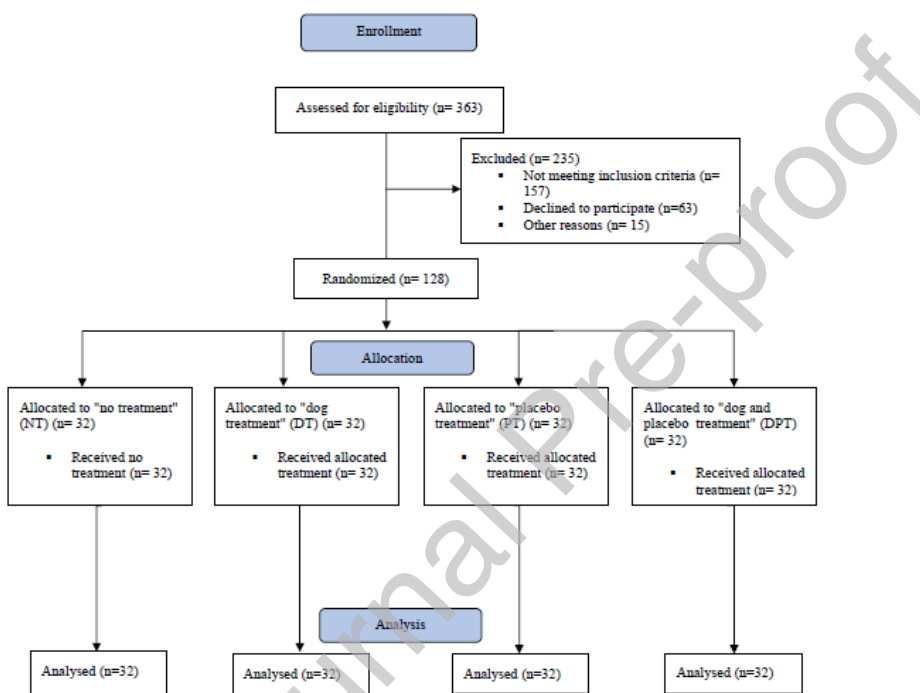 Enrollment
Assessed for eligibility (n= 363)
Excluded (n= 235)
▪ Not meeting inclusion criteria (n=
157)
▪ Declined to participate (n=63)
▪ Other reasons (n= 15)
Randomized (n= 128)
Allocation
Allocated to "no treatment"
(NT) (n= 32)
▪ Received no
treatment (n= 32)
Allocated to "dog
treatment" (DT) (n= 32)
▪ Received allocated
treatment (n= 32)
Allocated to "placebo
treatment" (PT) (n= 32)
▪ Received allocated
treatment (n= 32)
Allocated to "dog and
placebo treatment" (DPT)
(n= 32)
▪ Received allocated
treatment (n= 32)
Analysis
Analysed (n=32)
Analysed (n=32)
Analysed (n=32)
Analysed (n=32)
urnal Pre-proof